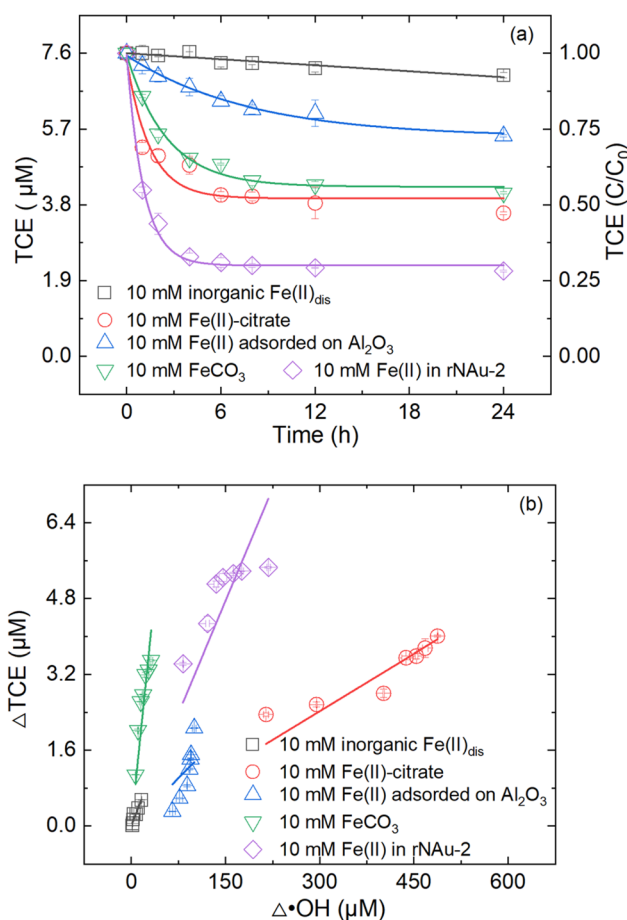 (a)
7.6
5.7
3.8
1.9
0.0
TCE ( μM)
1.00
0.75
0.50
0.25
0.00
TCE (C/C0)
10 mM inorganic Fe(II)dis
10 mM Fe(II)-citrate
10 mM Fe(II) adsorded on Al2O3
10 mM FeCO3
10 mM Fe(II) in rNAu-2
0 6 12 18 24
Time (h)
(b)
6.4
4.8
3.2
1.6
0.0
△TCE (μM)
10 mM inorganic Fe(II)dis
10 mM Fe(II)-citrate
10 mM Fe(II) adsorded on Al2O3
10 mM FeCO3
10 mM Fe(II) in rNAu-2
0 150 300 450 600
△•OH (μM)